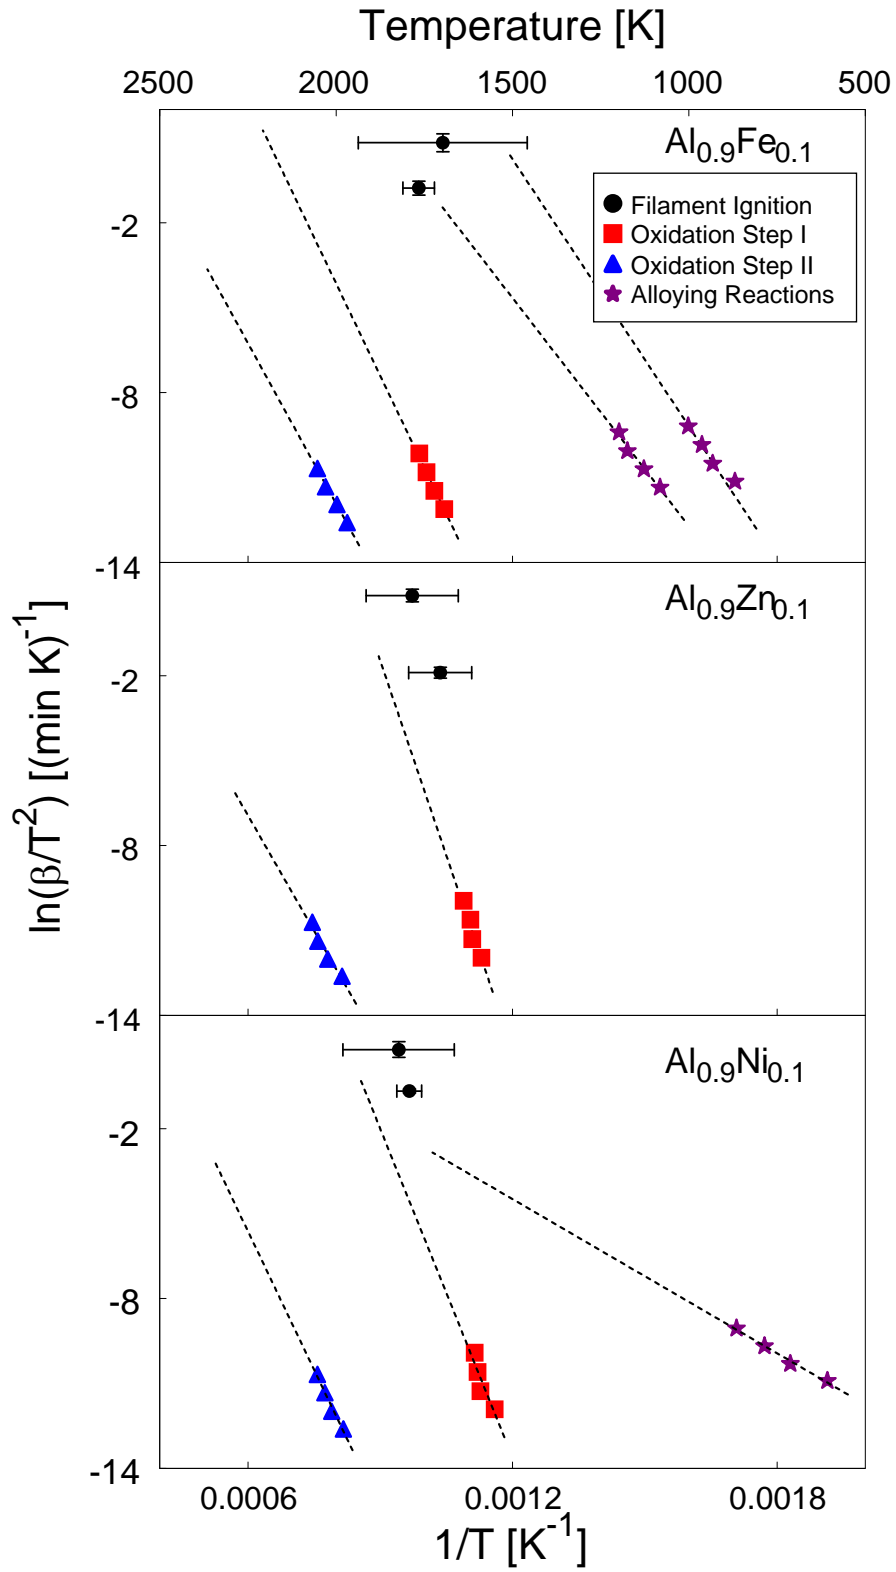 Temperature [K]
2500 2000 1500 1000 500
Al0.9Fe0.1
Filament Ignition
Oxidation Step I
Oxidation Step II
Alloying Reactions
-2
-8
-14
Al0.9Zn0.1
-2
-8
-14
Al0.9Ni0.1
-2
-8
-14
ln(β/T²) [(min K)⁻¹]
0.0006 0.0012 0.0018
1/T [K⁻¹]